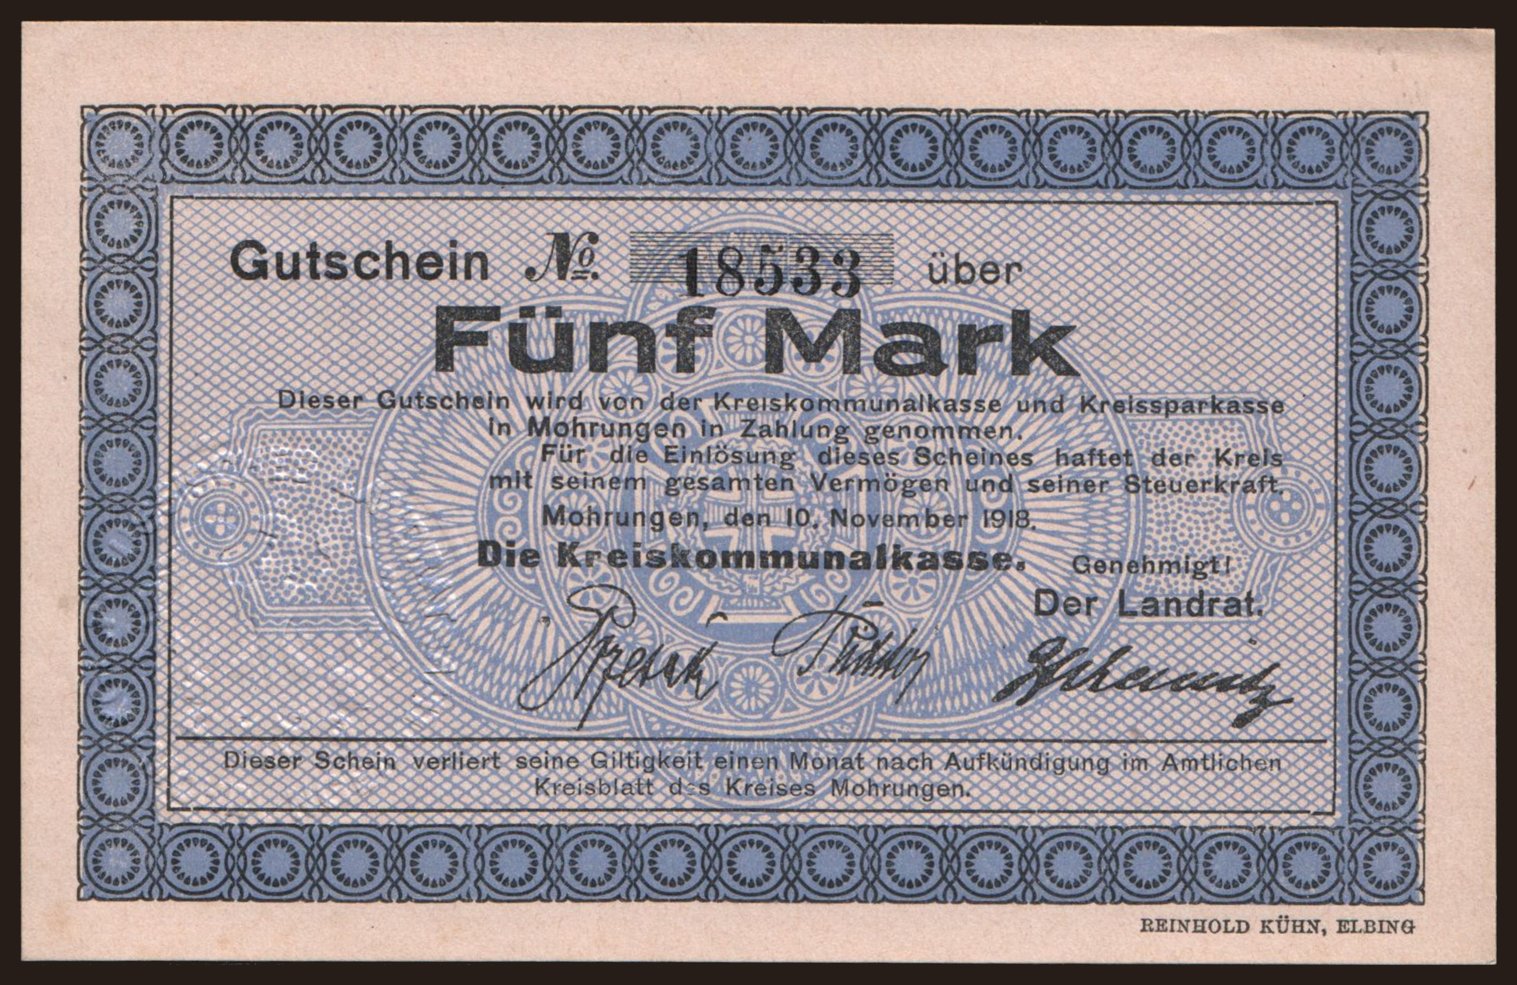 Gutschein No. 18533 über
Fünf Mark
Dieser Gutschein wird von der Kreiskommunalkasse und Kreissparkasse
in Mohrungen in Zahlung genommen.
Für die Einlösung dieses Scheines haftet der Kreis
mit seinem gesamten Vermögen und seiner Steuerkraft.
Mohrungen, den 10. November 1918.
Die Kreiskommunalkasse. Genehmigt!
Der Landrat.
Dieser Schein verliert seine Giltigkeit einen Monat nach Aufkündigung im Amtlichen
Kreisblatt des Kreises Mohrungen.
REINHOLD KÜHN, ELBING